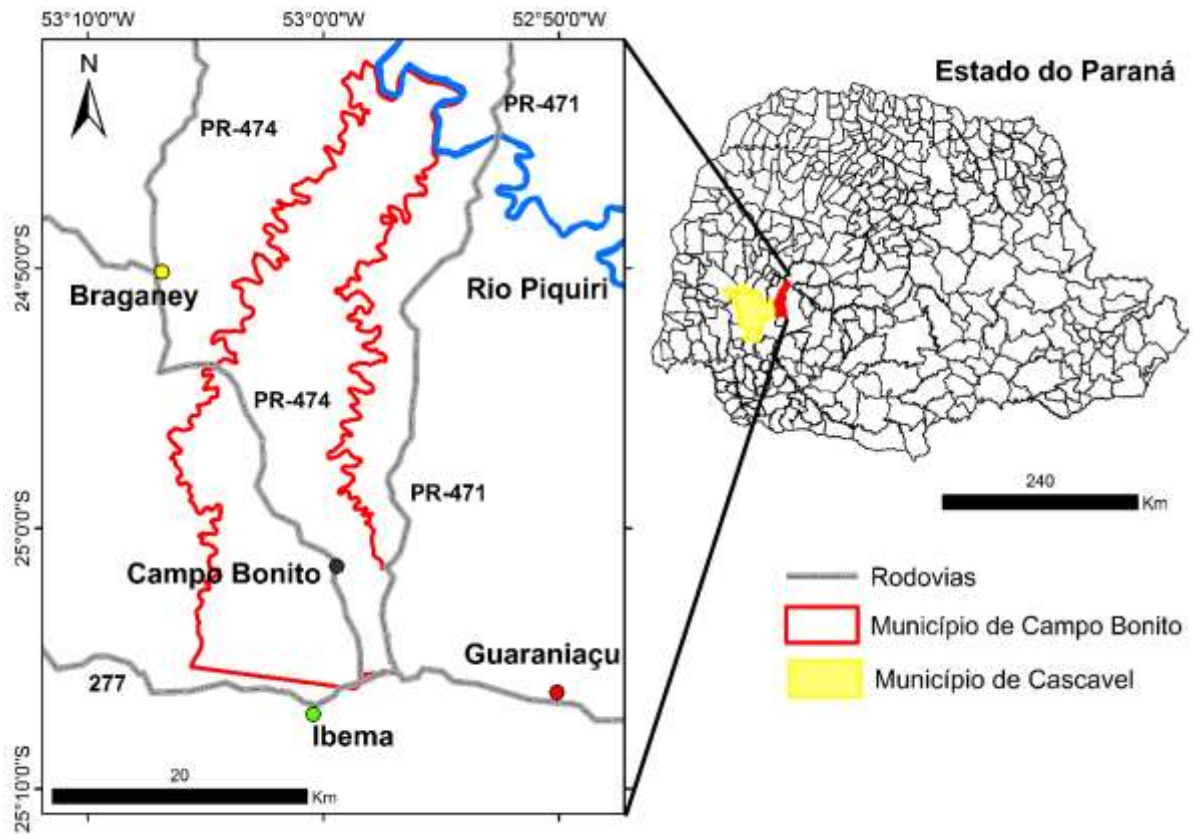 53°10'0"W
53°0'0"W
52°50'0"W
N
PR-474
PR-471
Estado do Paraná
24°50'0"S
Braganey
Rio Piquiri
PR-474
PR-471
240
Km
25°0'0"S
Campo Bonito
Rodovias
Município de Campo Bonito
Guaraniaçu
277
Município de Cascavel
Ibema
25°10'0"S
20
Km